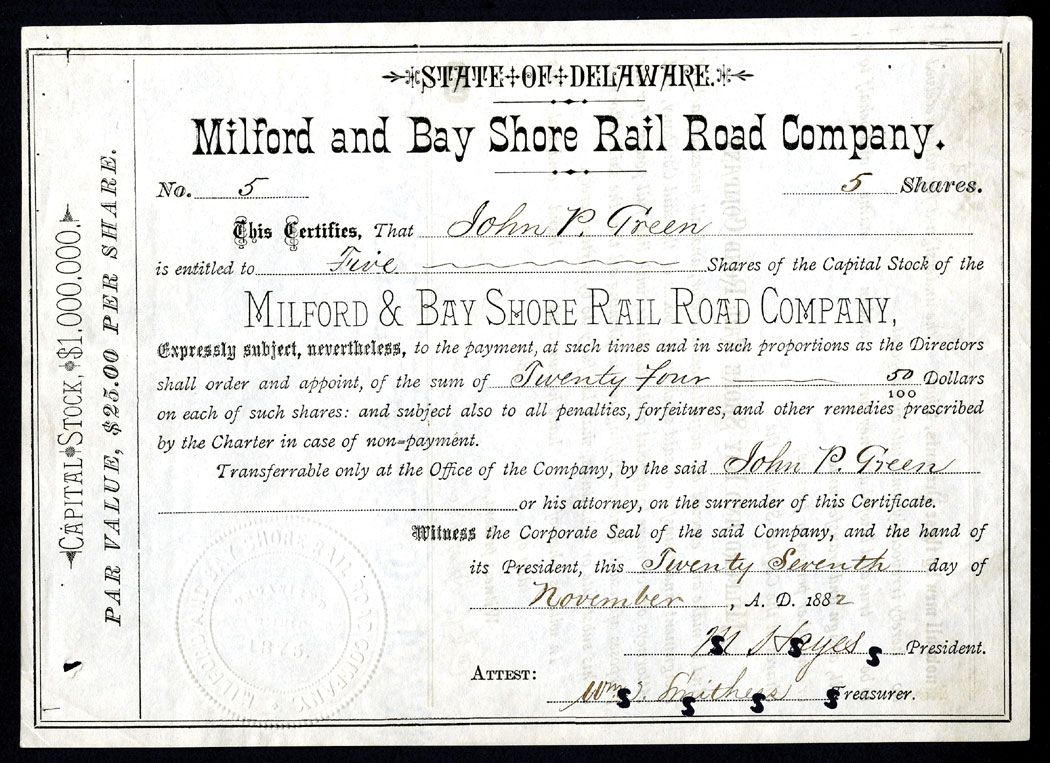 STATE OF DELAWARE.
Milford and Bay Shore Rail Road Company.
No. 5 5 Shares.
This Certifies, That John P. Green
is entitled to Five Shares of the Capital Stock of the
MILFORD & BAY SHORE RAIL ROAD COMPANY,
Expressly subject, nevertheless, to the payment, at such times and in such proportions as the Directors
shall order and appoint, of the sum of Twenty four 50/100 Dollars
on each of such shares: and subject also to all penalties, forfeitures, and other remedies prescribed
by the Charter in case of non-payment.
Transferrable only at the Office of the Company, by the said John P. Green
or his attorney, on the surrender of this Certificate.
Witness the Corporate Seal of the said Company, and the hand of
its President, this Twenty Seventh day of
November, A. D. 1882
M Hayes President.
ATTEST:
Wm Smithers Treasurer.
CAPITAL STOCK, $1.000.000.
PAR VALUE, $25.00 PER SHARE.